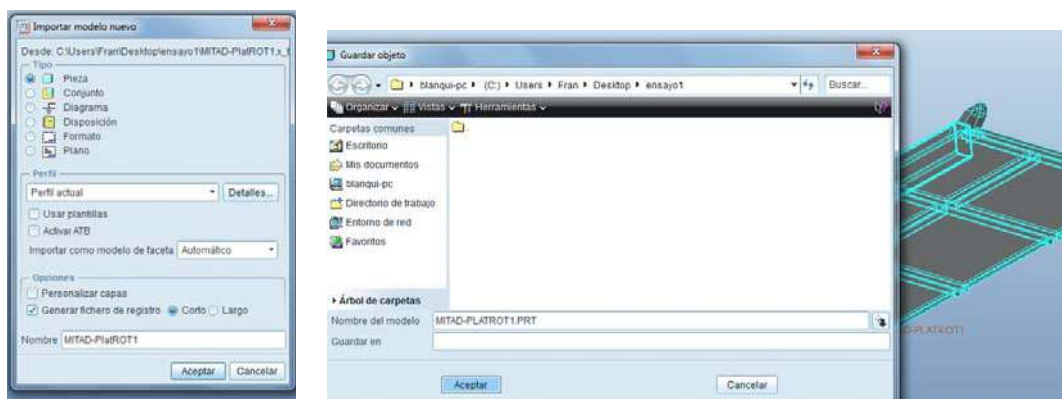 Importar modelo nuevo
Desde: C:\Users\Fran\Desktop\ensayo1\MITAD-PlatROT1.x_t
Tipo
Pieza
Conjunto
Diagrama
Disposición
Formato
Plano
Perfil
Perfil actual
Detalles...
Usar plantillas
Activar ATB
Importar como modelo de faceta Automático
Opciones
Personalizar capas
Generar fichero de registro Corto Largo
Nombre MITAD-PlatROT1
Aceptar Cancelar
Guardar objeto
blanqui-pc (C:) Users Fran Desktop ensayo1 Buscar...
Organizar Vistas Herramientas
Carpetas comunes
Escritorio
Mis documentos
blanqui-pc
Directorio de trabajo
Entorno de red
Favoritos
Árbol de carpetas
Nombre del modelo MITAD-PLATROT1.PRT
Guardar en
Aceptar Cancelar
D-PLATROT1